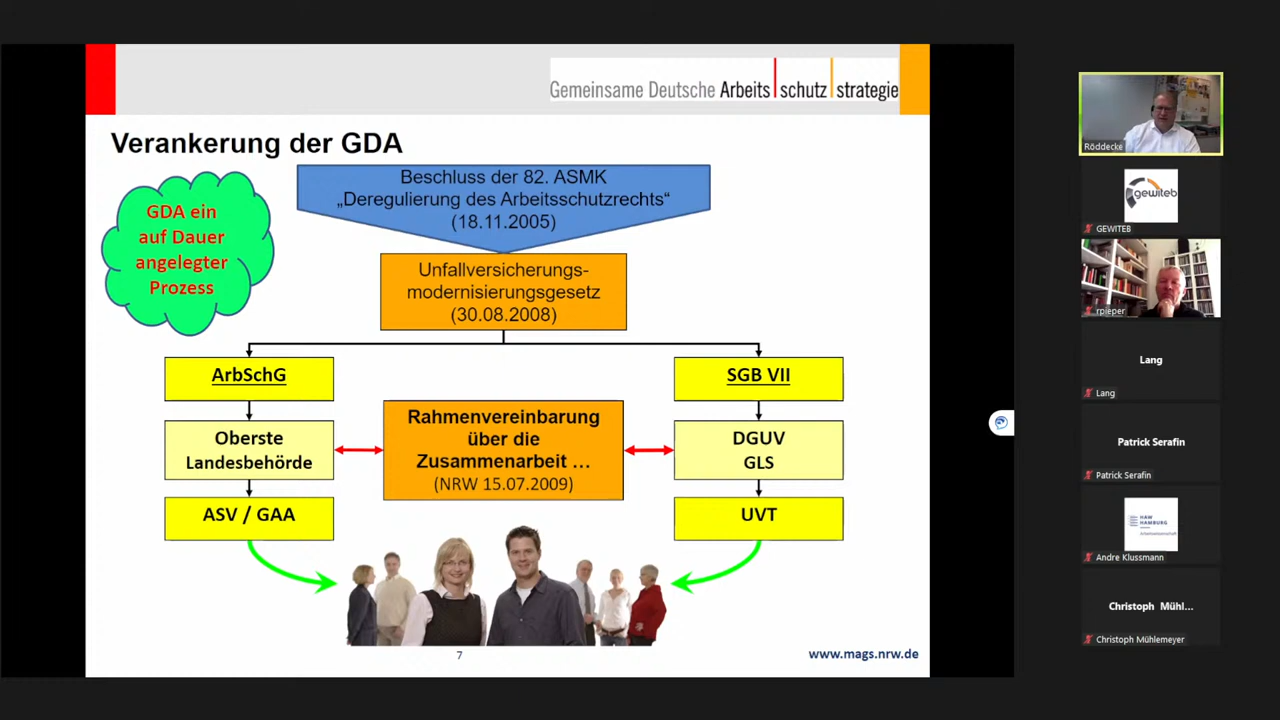 Gemeinsame Deutsche Arbeits schutz strategie
Verankerung der GDA
GDA ein
auf Dauer
angelegter
Prozess
Beschluss der 82. ASMK
„Deregulierung des Arbeitsschutzrechts“
(18.11.2005)
Unfallversicherungs-
modernisierungsgesetz
(30.08.2008)
ArbSchG
SGB VII
Oberste
Landesbehörde
Rahmenvereinbarung
über die
Zusammenarbeit ...
(NRW 15.07.2009)
DGUV
GLS
ASV / GAA
UVT
7
www.mags.nrw.de
Röddecke
gewiteb
GEWITEB
rpieper
Lang
Lang
Patrick Serafin
Patrick Serafin
HAW
HAMBURG
Andre Klussmann
Christoph Mühl...
Christoph Mühlemeyer